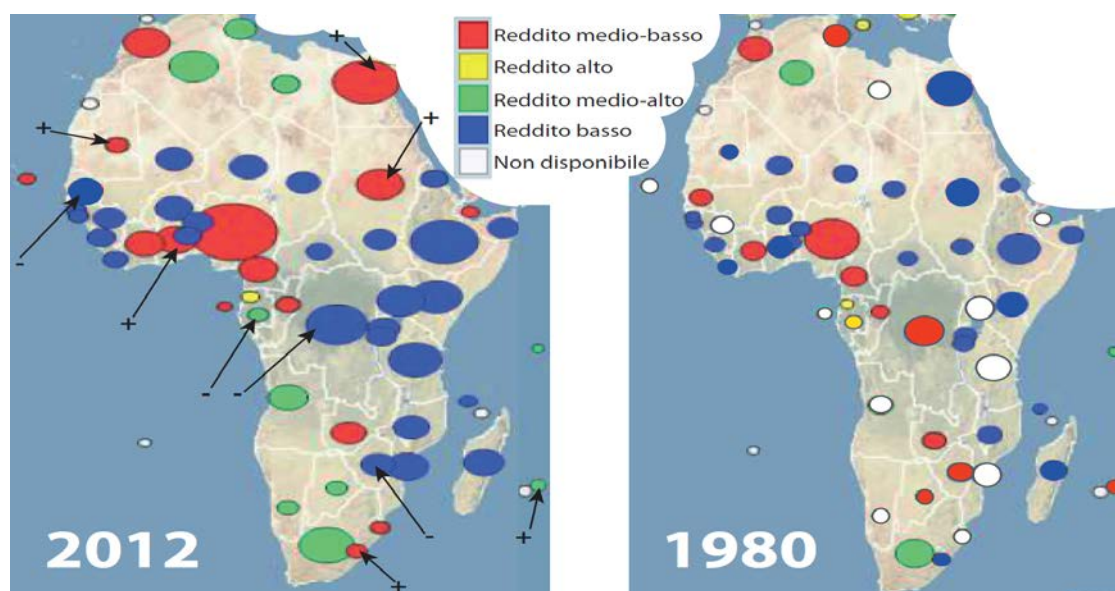 Reddito medio-basso
Reddito alto
Reddito medio-alto
Reddito basso
Non disponibile
+
+
+
-
+
-
-
-
+
+
2012
1980